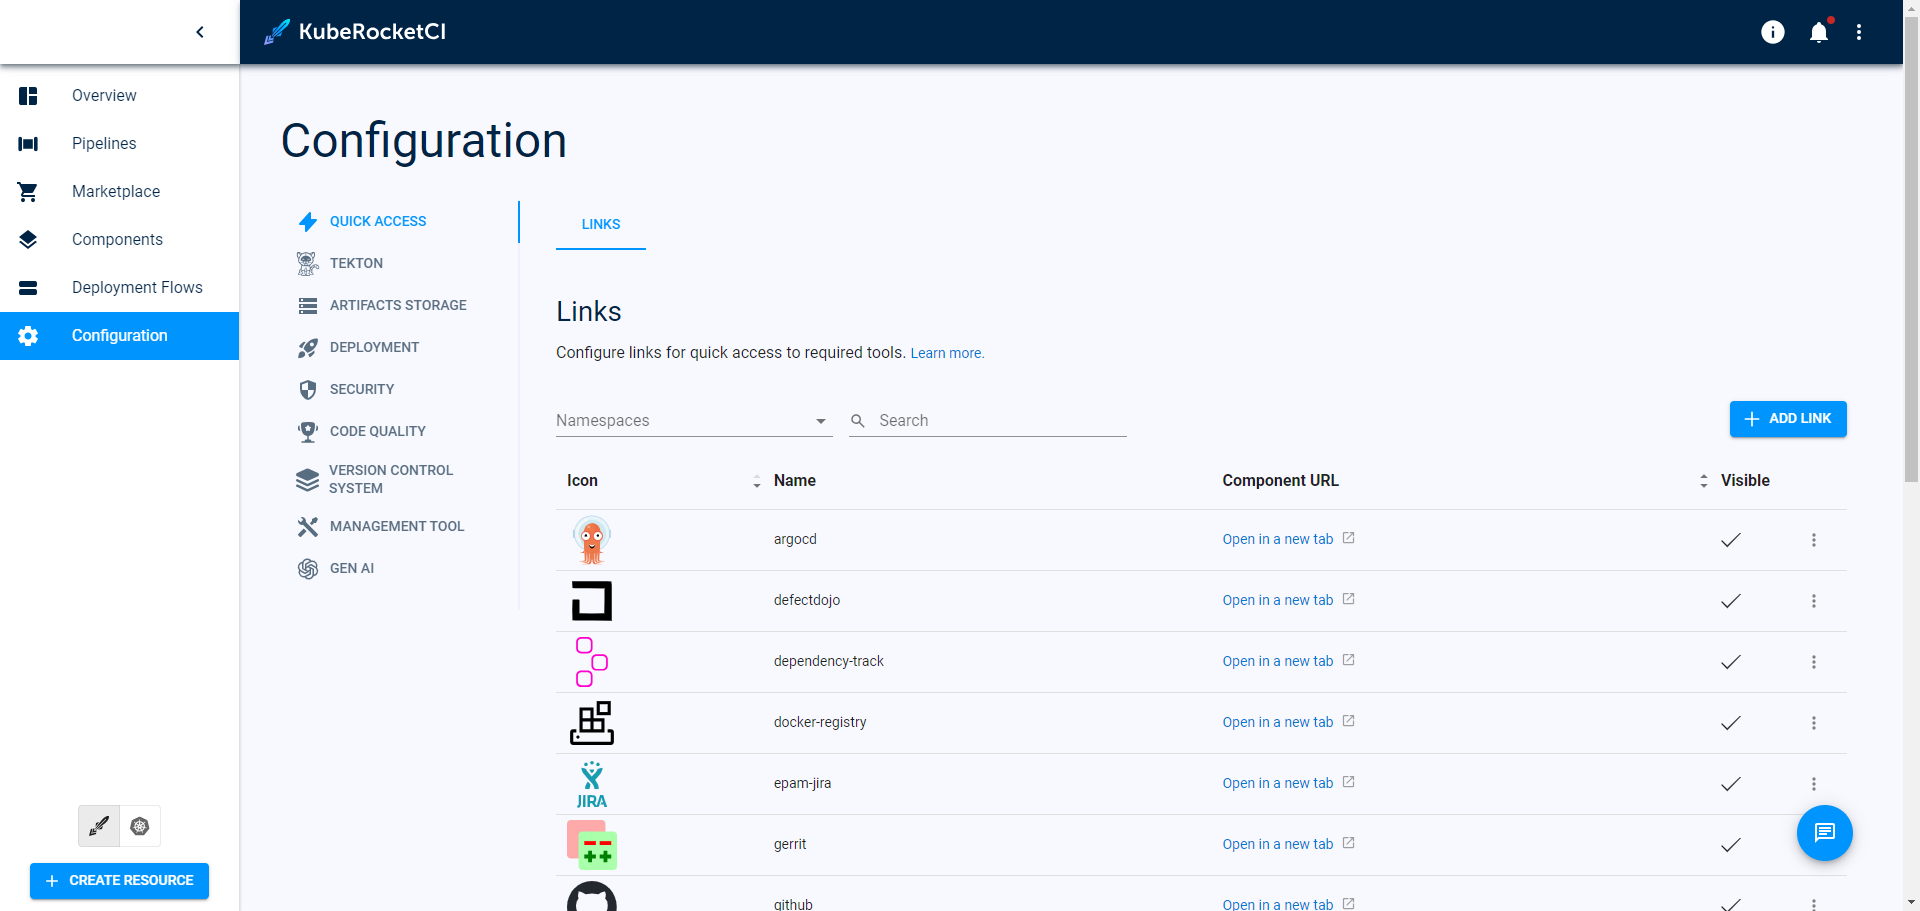 KubeRocketCI
Overview
Pipelines
Marketplace
Components
Deployment Flows
Configuration
CREATE RESOURCE
Configuration
QUICK ACCESS
TEKTON
ARTIFACTS STORAGE
DEPLOYMENT
SECURITY
CODE QUALITY
VERSION CONTROL
SYSTEM
MANAGEMENT TOOL
GEN AI
LINKS
Links
Configure links for quick access to required tools. Learn more.
Namespaces
Search
ADD LINK
Icon Name Component URL Visible
argocd Open in a new tab
defectdojo Open in a new tab
dependency-track Open in a new tab
docker-registry Open in a new tab
JIRA epam-jira Open in a new tab
gerrit Open in a new tab
github Open in a new tab